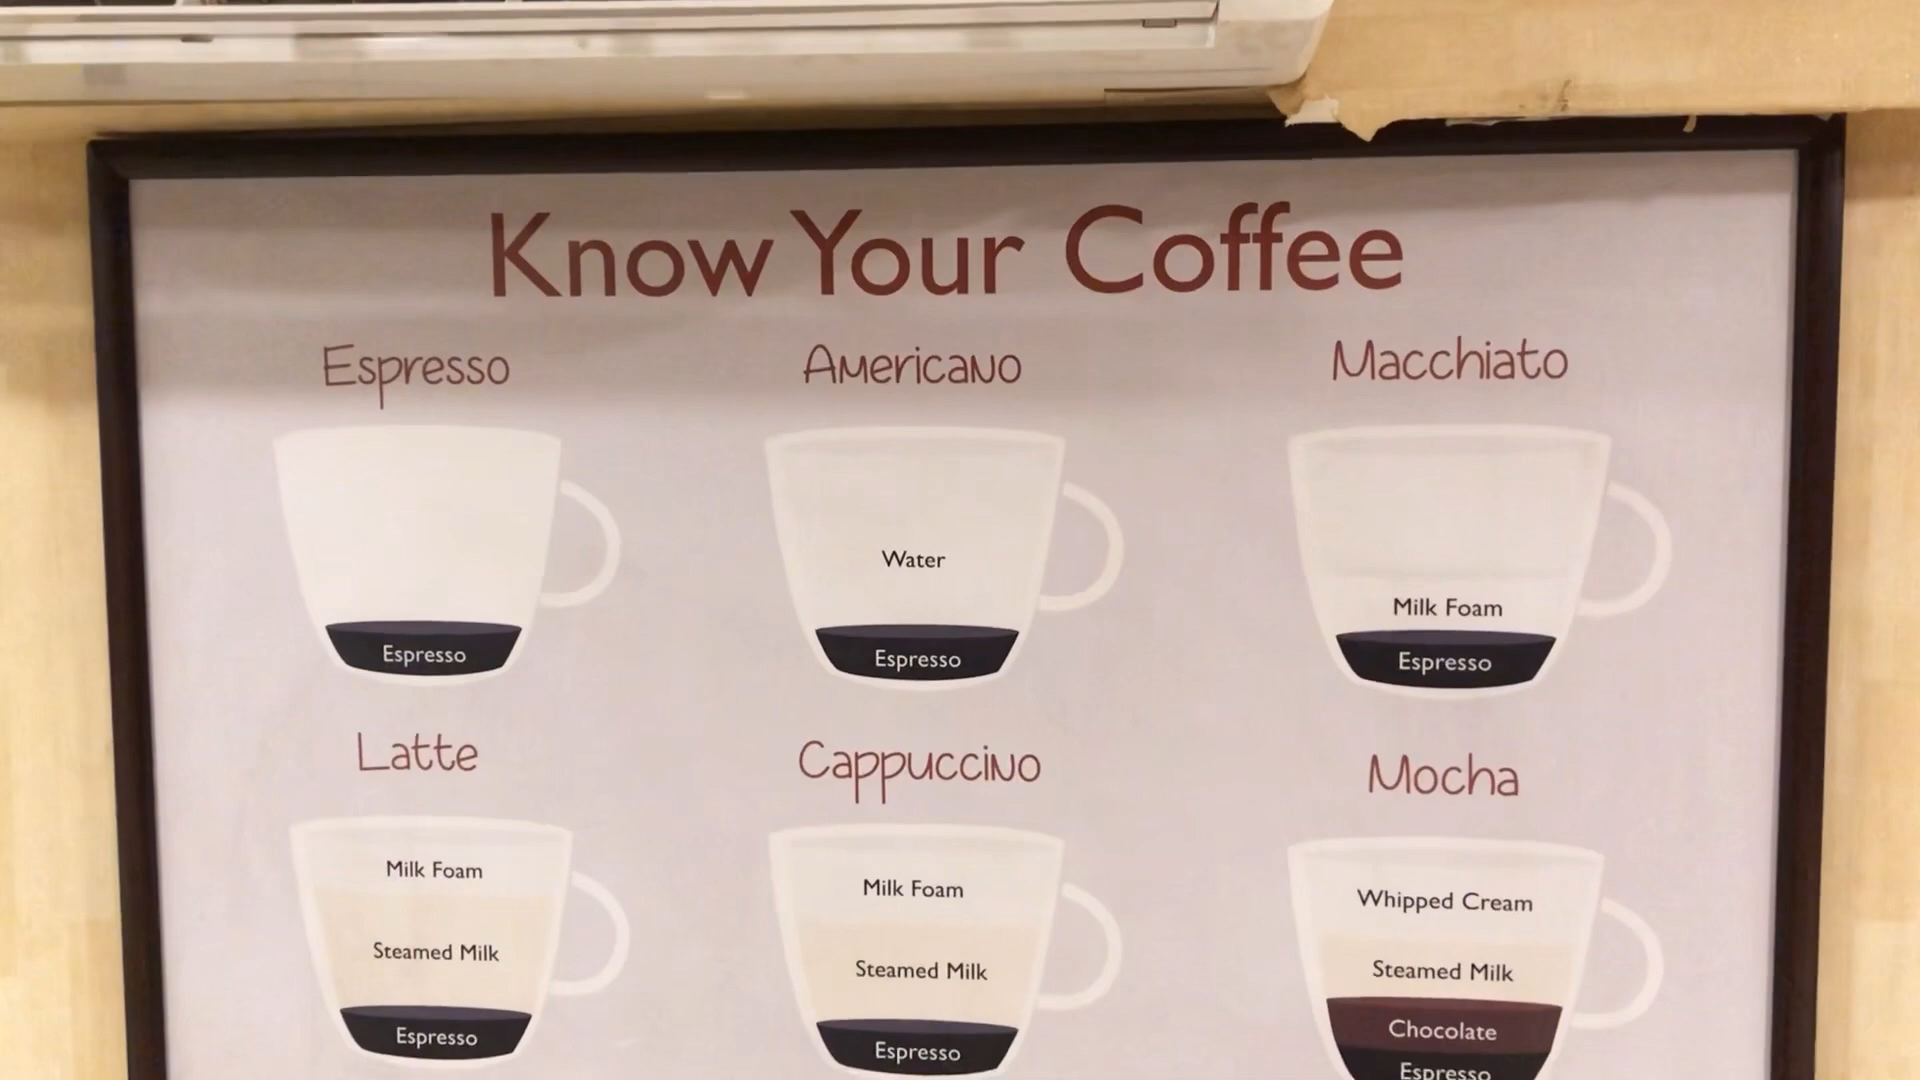 Know Your Coffee
Espresso
Americano
Macchiato
Water
Milk Foam
Espresso
Espresso
Espresso
Latte
Cappuccino
Mocha
Milk Foam
Milk Foam
Whipped Cream
Steamed Milk
Steamed Milk
Steamed Milk
Espresso
Espresso
Chocolate
Espresso